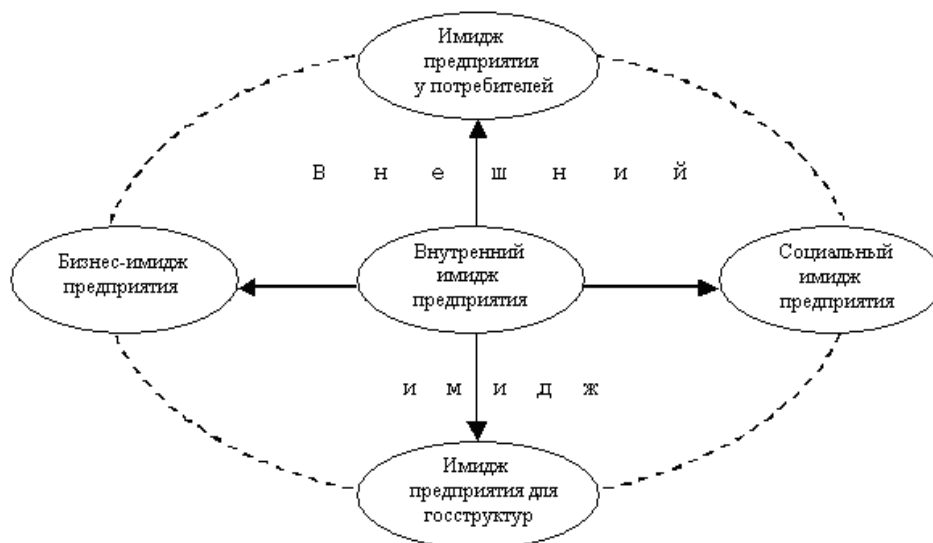 Имидж
предприятия
у потребителей
В н е ш н и й
Бизнес-имидж
предприятия
Внутренний
имидж
предприятия
Социальный
имидж
предприятия
и м и д ж
Имидж
предприятия для
госструктур